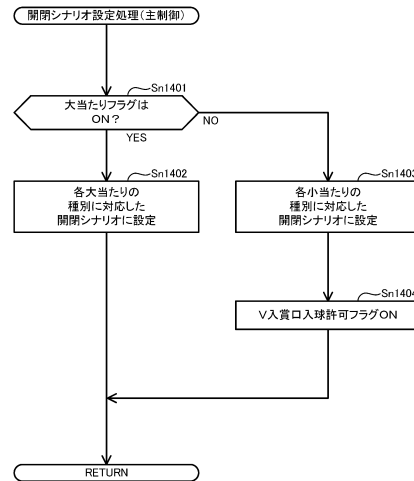 開閉シナリオ設定処理(主制御)
Sn1401
大当たりフラグは
ON?
NO
YES
Sn1402
各大当たりの
種別に対応した
開閉シナリオに設定
Sn1403
各小当たりの
種別に対応した
開閉シナリオに設定
Sn1404
V入賞口入球許可フラグON
RETURN